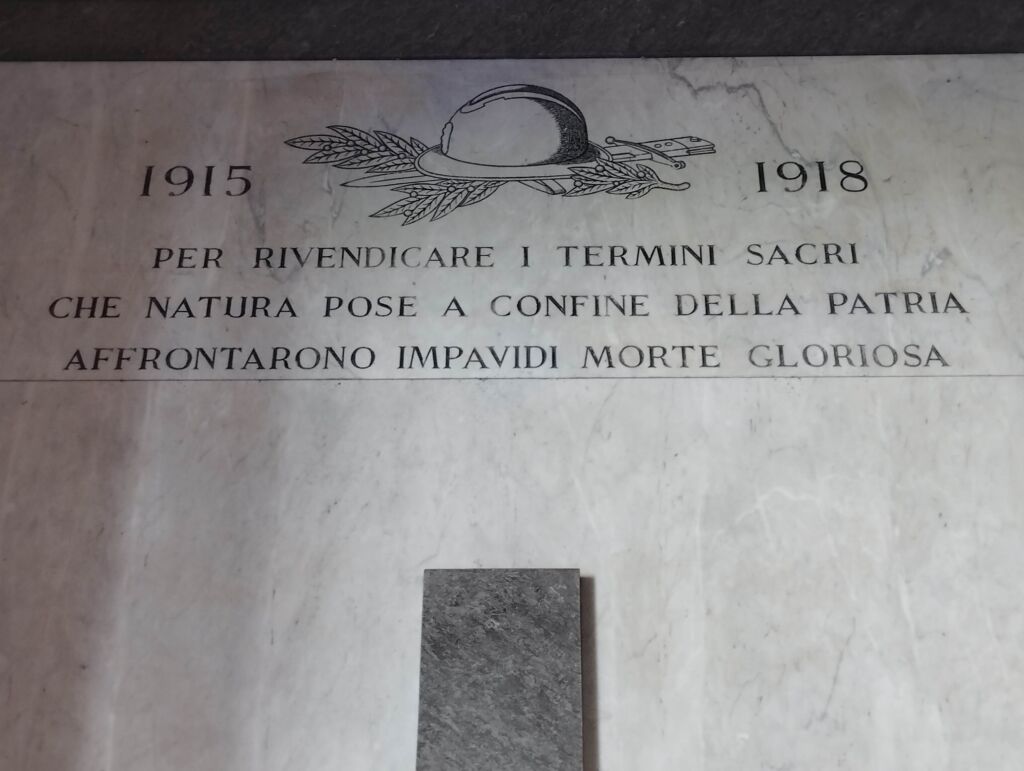 1915 1918
PER RIVENDICARE I TERMINI SACRI
CHE NATURA POSE A CONFINE DELLA PATRIA
AFFRONTARONO IMPAVIDI MORTE GLORIOSA